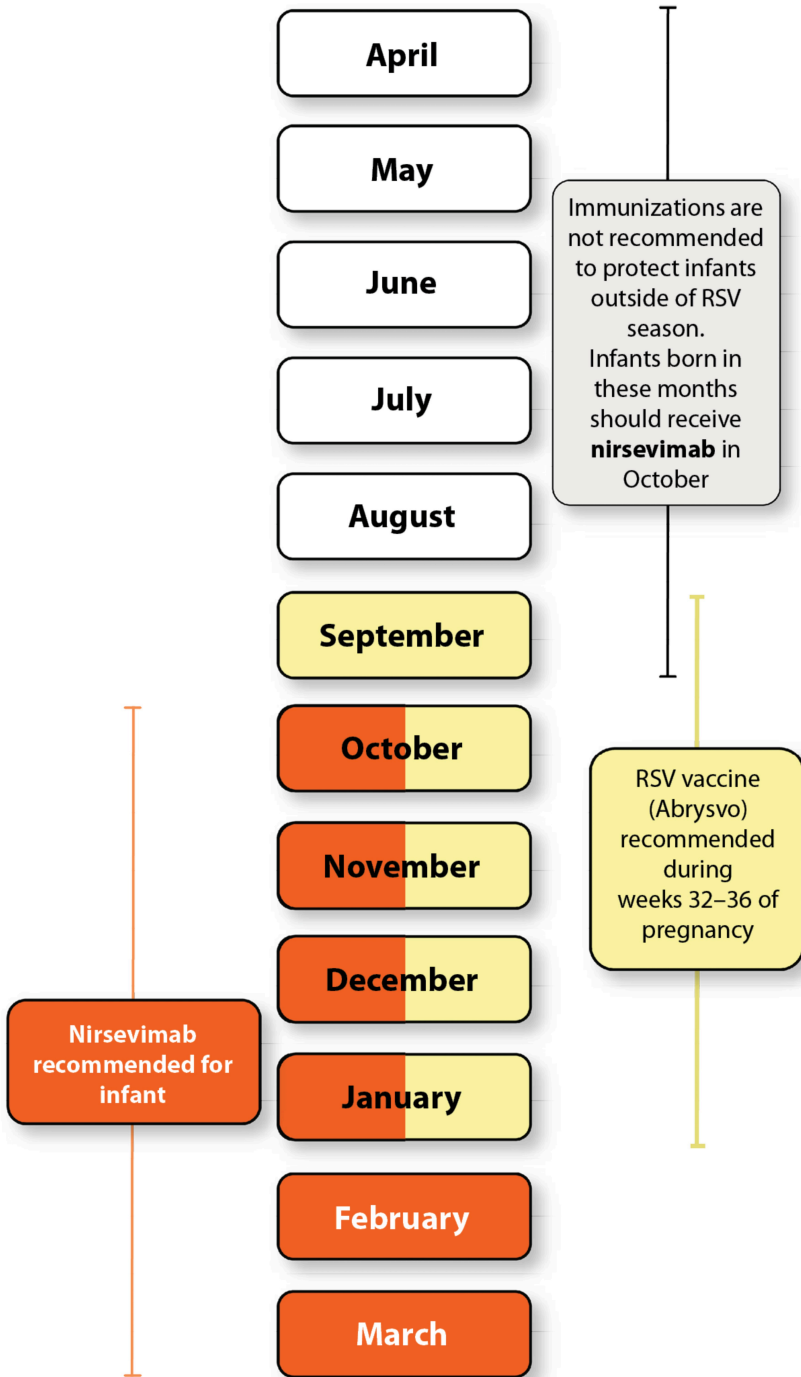 April
May
Immunizations are
not recommended
to protect infants
outside of RSV
season.
Infants born in
these months
should receive
nirsevimab in
October
June
July
August
September
October
RSV vaccine
(Abrysvo)
recommended
during
weeks 32–36 of
pregnancy
November
December
Nirsevimab
recommended for
infant
January
February
March